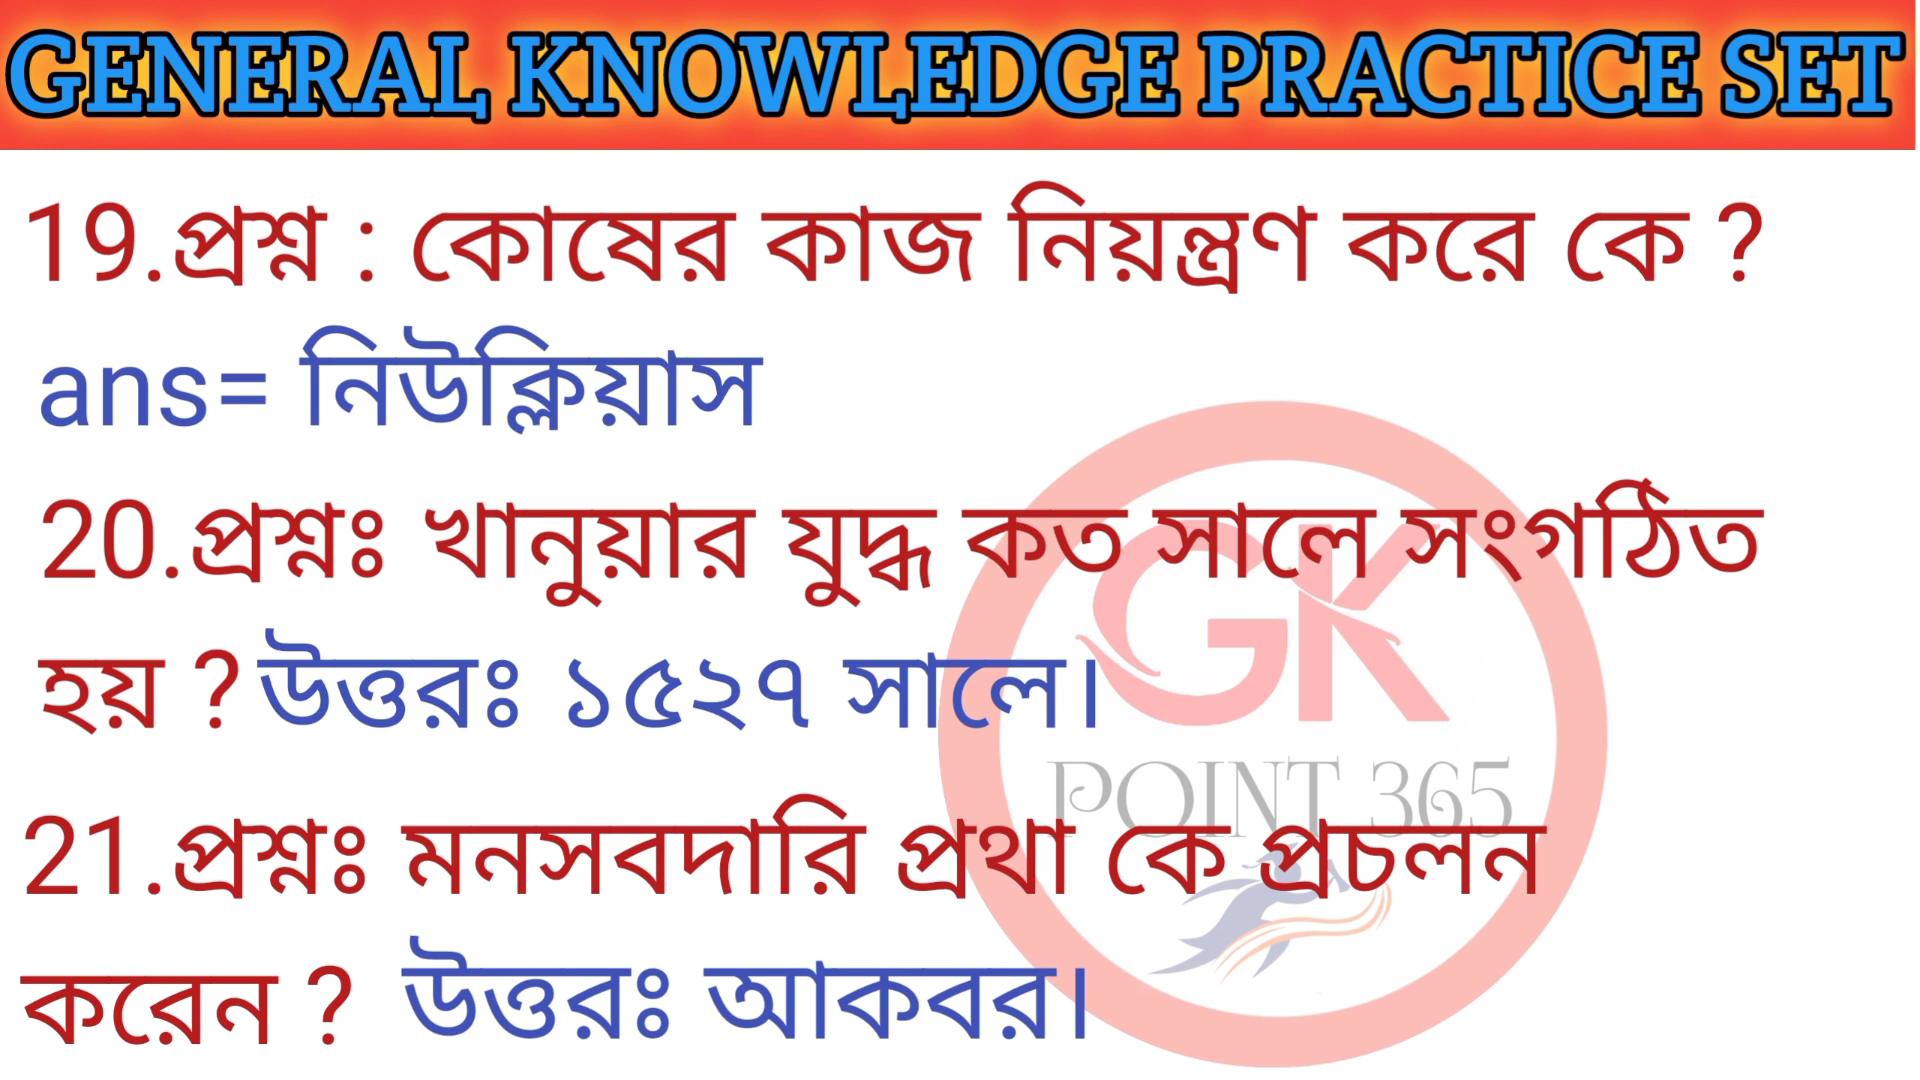 GENERAL KNOWLEDGE PRACTICE SET
19.প্রশ্ন : কোষের কাজ নিয়ন্ত্রণ করে কে ?
ans= নিউক্লিয়াস
20.প্রশ্নঃ খানুয়ার যুদ্ধ কত সালে সংগঠিত
হয় ? উত্তরঃ ১৫২৭ সালে।
GK
POINT 365
21.প্রশ্নঃ মনসবদারি প্রথা কে প্রচলন
করেন ? উত্তরঃ আকবর।